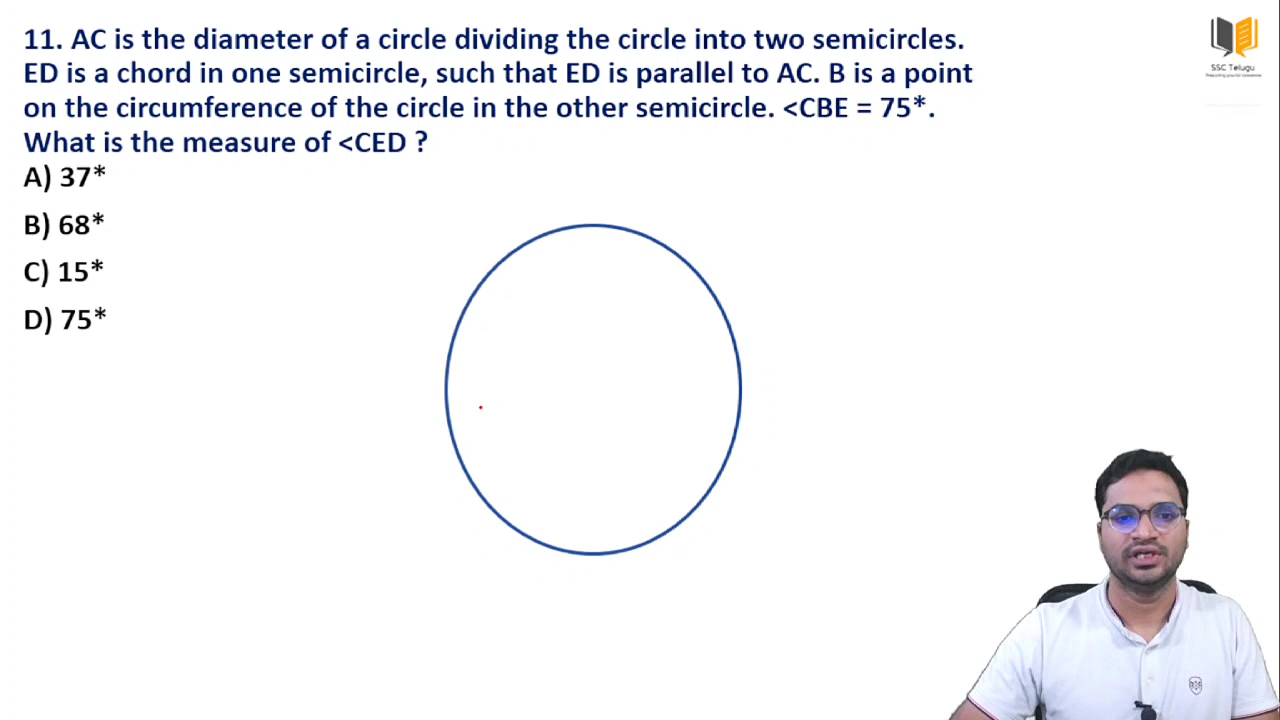 11. AC is the diameter of a circle dividing the circle into two semicircles.
ED is a chord in one semicircle, such that ED is parallel to AC. B is a point
on the circumference of the circle in the other semicircle. <CBE = 75*.
What is the measure of <CED ?
A) 37*
B) 68*
C) 15*
D) 75*
SSC Telugu